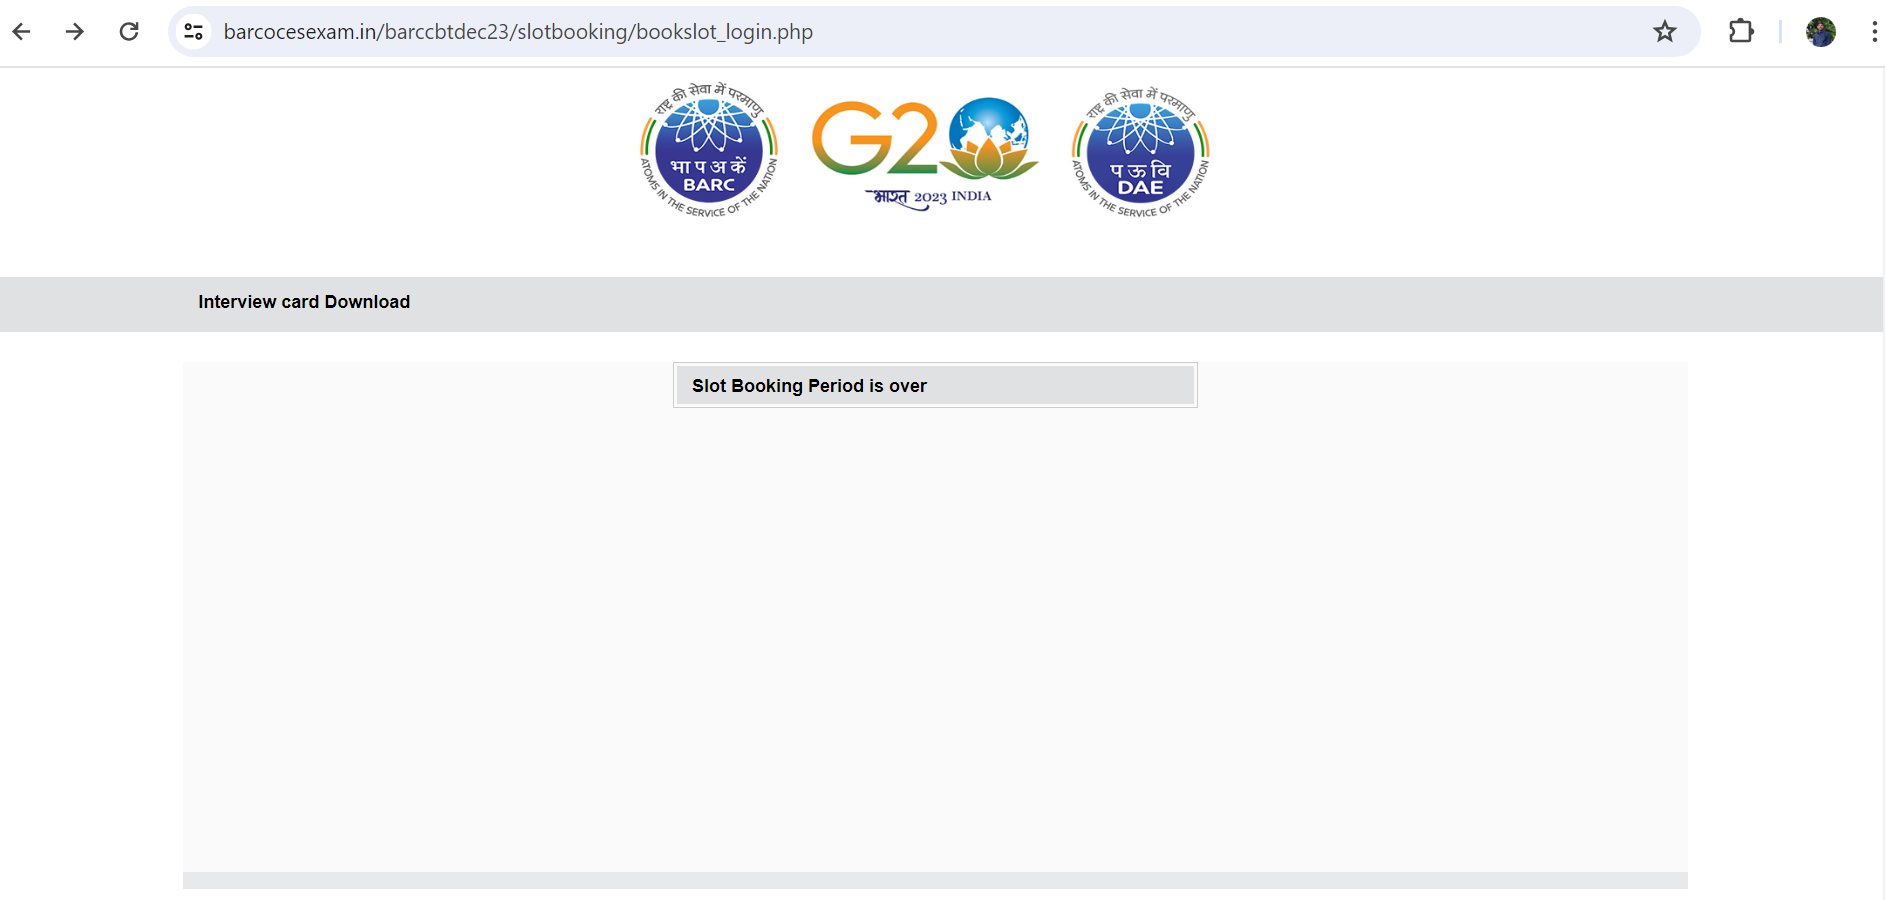 barcocesexam.in/barccbtdec23/slotbooking/bookslot_login.php
राष्ट्र की सेवा में परमाणु
भा प अ कें
BARC
ATOMS IN THE SERVICE OF THE NATION
G20
भारत 2023 INDIA
राष्ट्र की सेवा में परमाणु
प ऊ वि
DAE
ATOMS IN THE SERVICE OF THE NATION
Interview card Download
Slot Booking Period is over